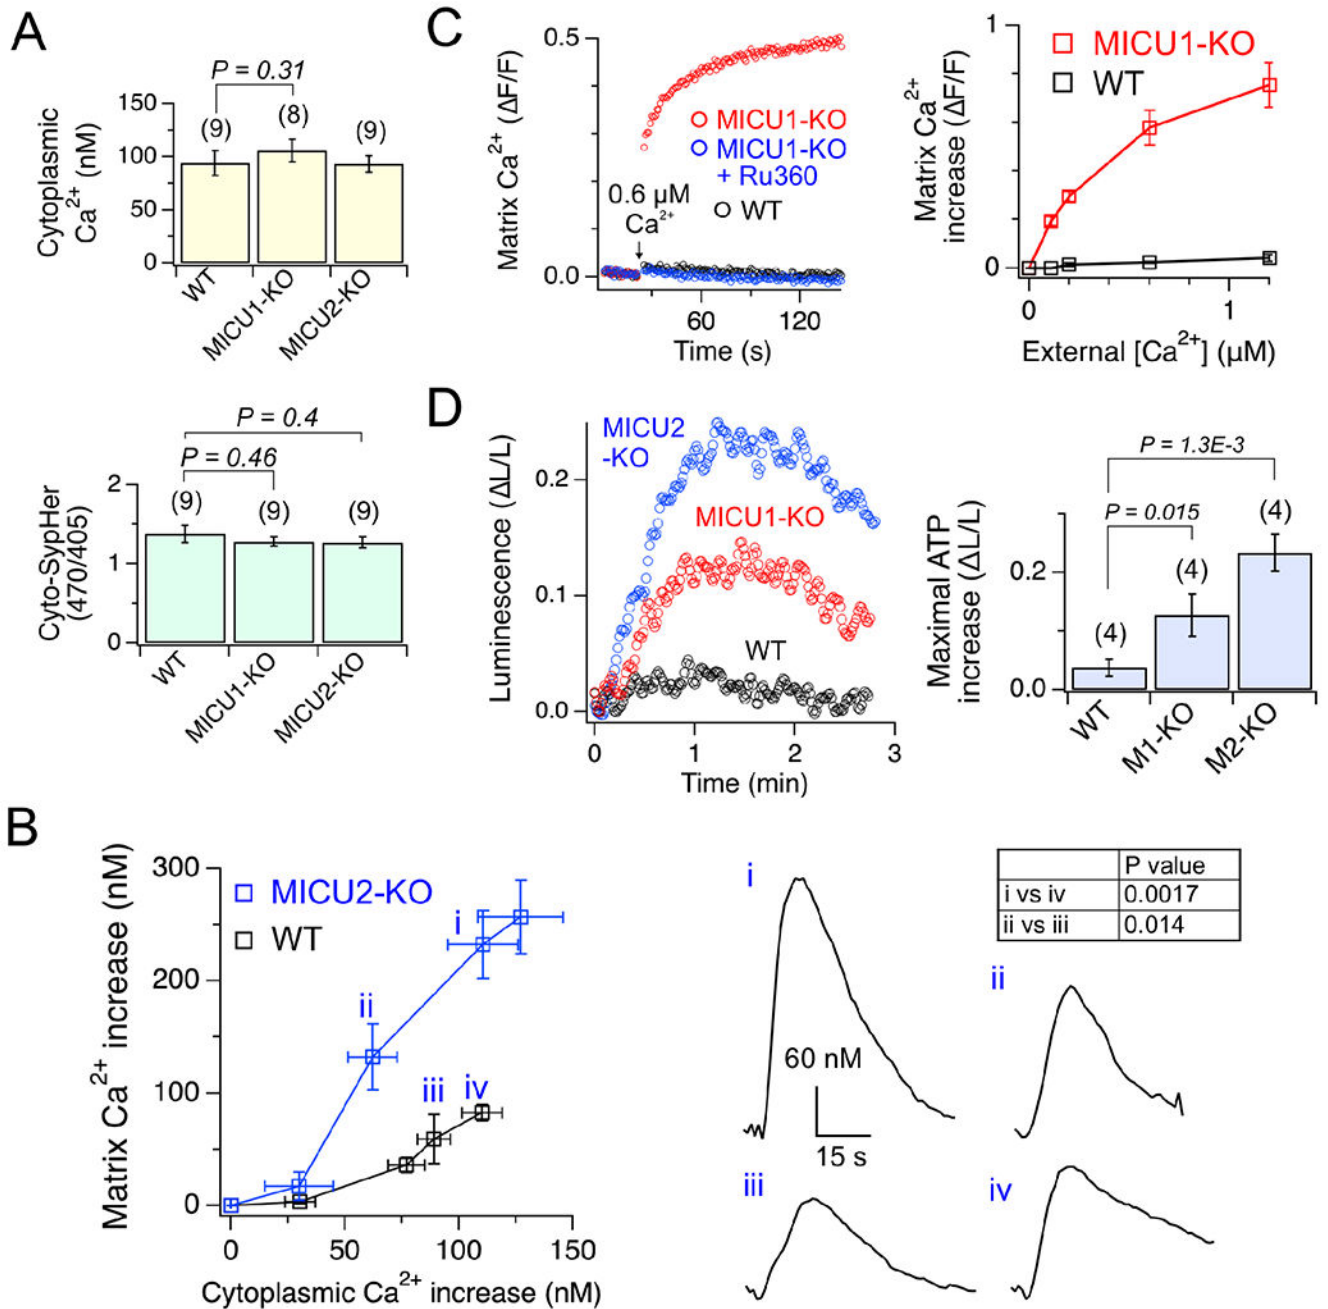 A
P = 0.31
150
100
50
0
(9)
(8)
(9)
Cytoplasmic
Ca2+ (nM)
WT
MICU1-KO
MICU2-KO
P = 0.4
P = 0.46
2
1
0
(9)
(9)
(9)
Cyto-SypHer
(470/405)
WT
MICU1-KO
MICU2-KO
C
0.5
0.0
Matrix Ca2+ (ΔF/F)
MICU1-KO
MICU1-KO
+ Ru360
WT
0.6 µM
Ca2+
60
120
Time (s)
1
0
Matrix Ca2+
increase (ΔF/F)
MICU1-KO
WT
0
1
External [Ca2+] (µM)
D
MICU2
-KO
MICU1-KO
WT
0.2
0.1
0.0
Luminescence (ΔL/L)
0
1
2
3
Time (min)
P = 1.3E-3
P = 0.015
(4)
(4)
(4)
0.2
0.0
Maximal ATP
increase (ΔL/L)
WT
M1-KO
M2-KO
B
300
200
100
0
Matrix Ca2+ increase (nM)
MICU2-KO
WT
i
ii
iii
iv
0
50
100
150
Cytoplasmic Ca2+ increase (nM)
i
60 nM
15 s
P value
i vs iv 0.0017
ii vs iii 0.014
ii
iii
iv